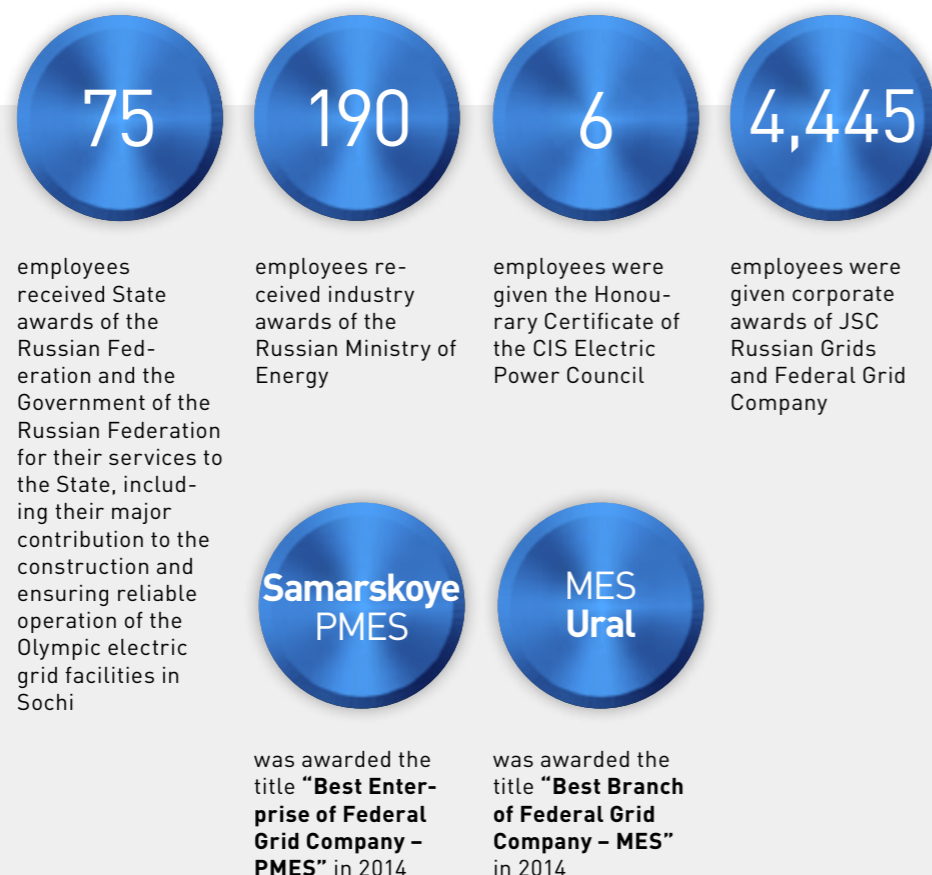 75
employees
received State
awards of the
Russian Fed-
eration and the
Government of the
Russian Federation
for their services to
the State, includ-
ing their major
contribution to the
construction and
ensuring reliable
operation of the
Olympic electric
grid facilities in
Sochi
190
employees re-
ceived industry
awards of the
Russian Ministry of
Energy
6
employees were
given the Honou-
rary Certificate of
the CIS Electric
Power Council
4,445
employees were
given corporate
awards of JSC
Russian Grids
and Federal Grid
Company
Samarskoye
PMES
was awarded the
title “Best Enter-
prise of Federal
Grid Company –
PMES” in 2014
MES
Ural
was awarded the
title “Best Branch
of Federal Grid
Company – MES”
in 2014